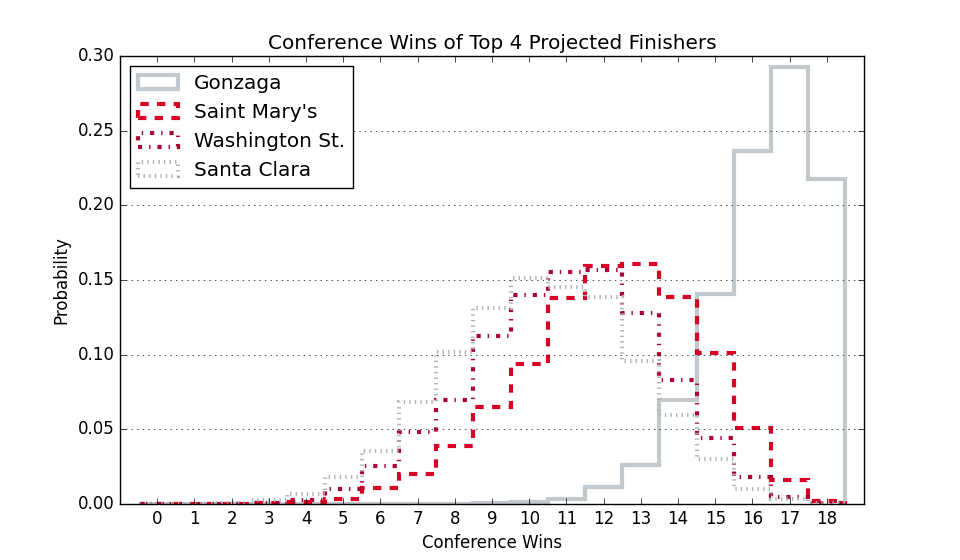 Conference Wins of Top 4 Projected Finishers
0.30
0.25
0.20
0.15
0.10
0.05
0.00
Probability
Gonzaga
Saint Mary's
Washington St.
Santa Clara
0 1 2 3 4 5 6 7 8 9 10 11 12 13 14 15 16 17 18
Conference Wins